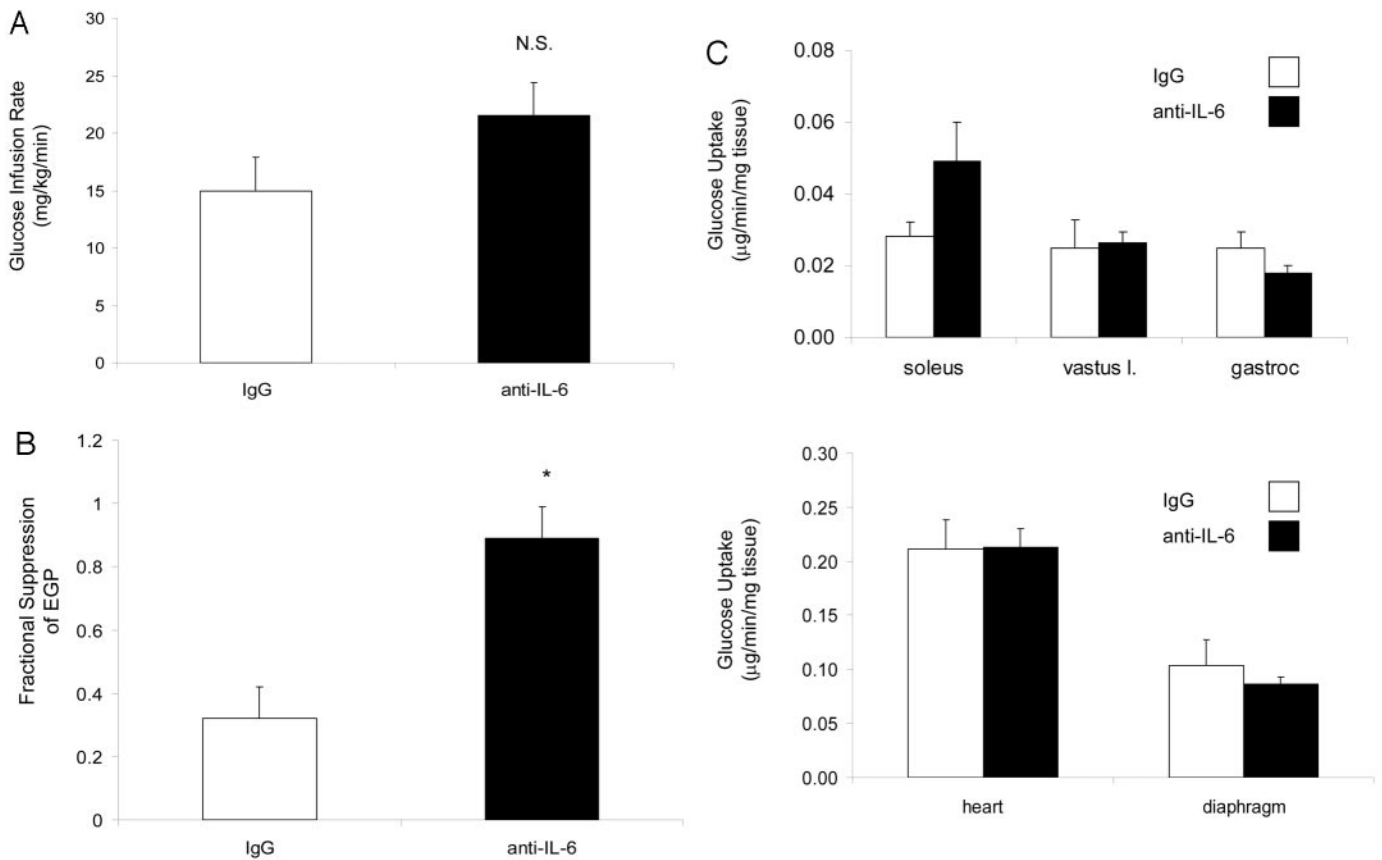 A
Glucose Infusion Rate
(mg/kg/min)
30
25
20
15
10
5
0
N.S.
IgG
anti-IL-6
B
Fractional Suppression
of EGP
1.2
1
0.8
0.6
0.4
0.2
0
*
IgG
anti-IL-6
C
Glucose Uptake
(μg/min/mg tissue)
0.08
0.06
0.04
0.02
0.00
IgG
anti-IL-6
soleus
vastus l.
gastroc
Glucose Uptake
(μg/min/mg tissue)
0.30
0.25
0.20
0.15
0.10
0.05
0.00
IgG
anti-IL-6
heart
diaphragm